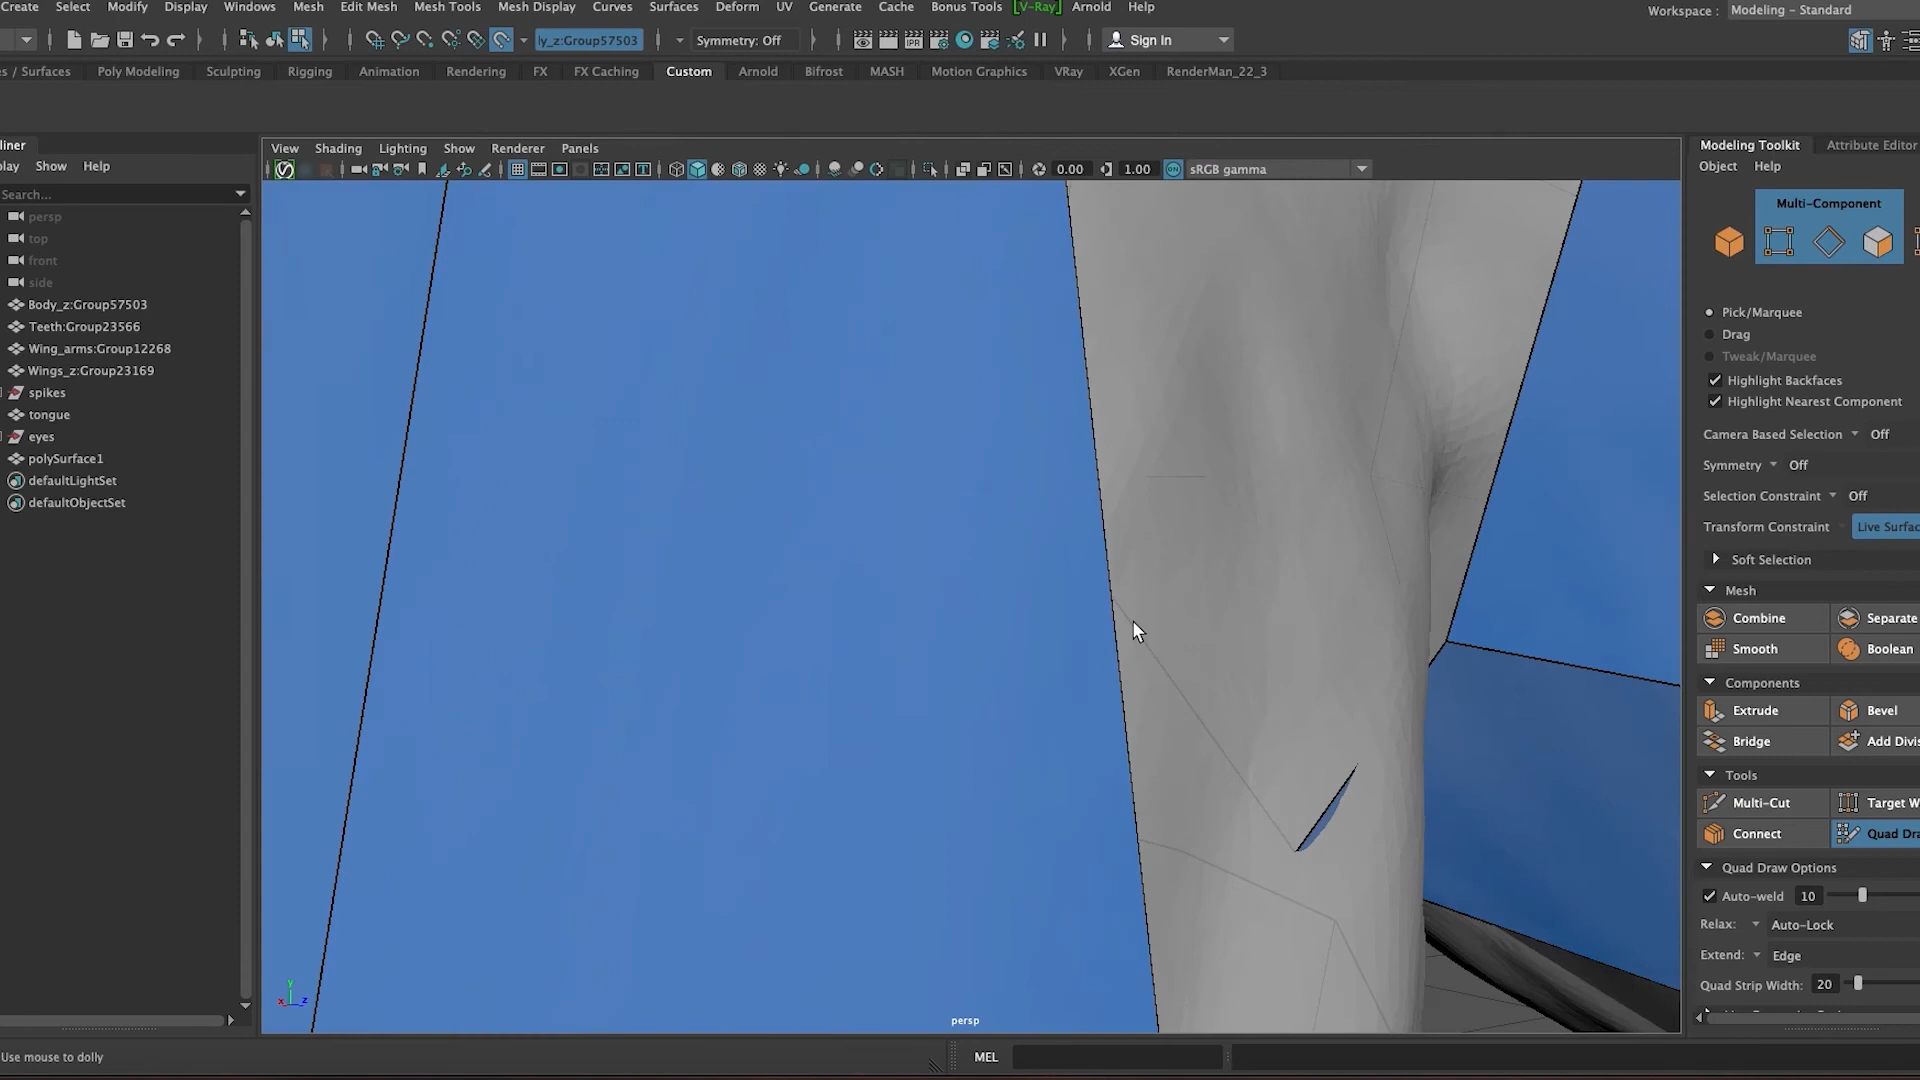 Create Select Modify Display Windows Mesh Edit Mesh Mesh Tools Mesh Display Curves Surfaces Deform UV Generate Cache Bonus Tools [V-Ray] Arnold Help
Workspace : Modeling - Standard
ly_z:Group57503 Symmetry: Off Sign In
s / Surfaces Poly Modeling Sculpting Rigging Animation Rendering FX FX Caching Custom Arnold Bifrost MASH Motion Graphics VRay XGen RenderMan_22_3
liner
play Show Help
Search...
persp
top
front
side
Body_z:Group57503
Teeth:Group23566
Wing_arms:Group12268
Wings_z:Group23169
spikes
tongue
eyes
polySurface1
defaultLightSet
defaultObjectSet
View Shading Lighting Show Renderer Panels
0.00 1.00 ON sRGB gamma
y
x z
persp
Modeling Toolkit Attribute Editor
Object Help
Multi-Component
Pick/Marquee
Drag
Tweak/Marquee
Highlight Backfaces
Highlight Nearest Component
Camera Based Selection Off
Symmetry Off
Selection Constraint Off
Transform Constraint Live Surfac
Soft Selection
Mesh
Combine Separate
Smooth Boolean
Components
Extrude Bevel
Bridge Add Divis
Tools
Multi-Cut Target W
Connect Quad Dra
Quad Draw Options
Auto-weld 10
Relax: Auto-Lock
Extend: Edge
Quad Strip Width: 20
Use mouse to dolly
MEL